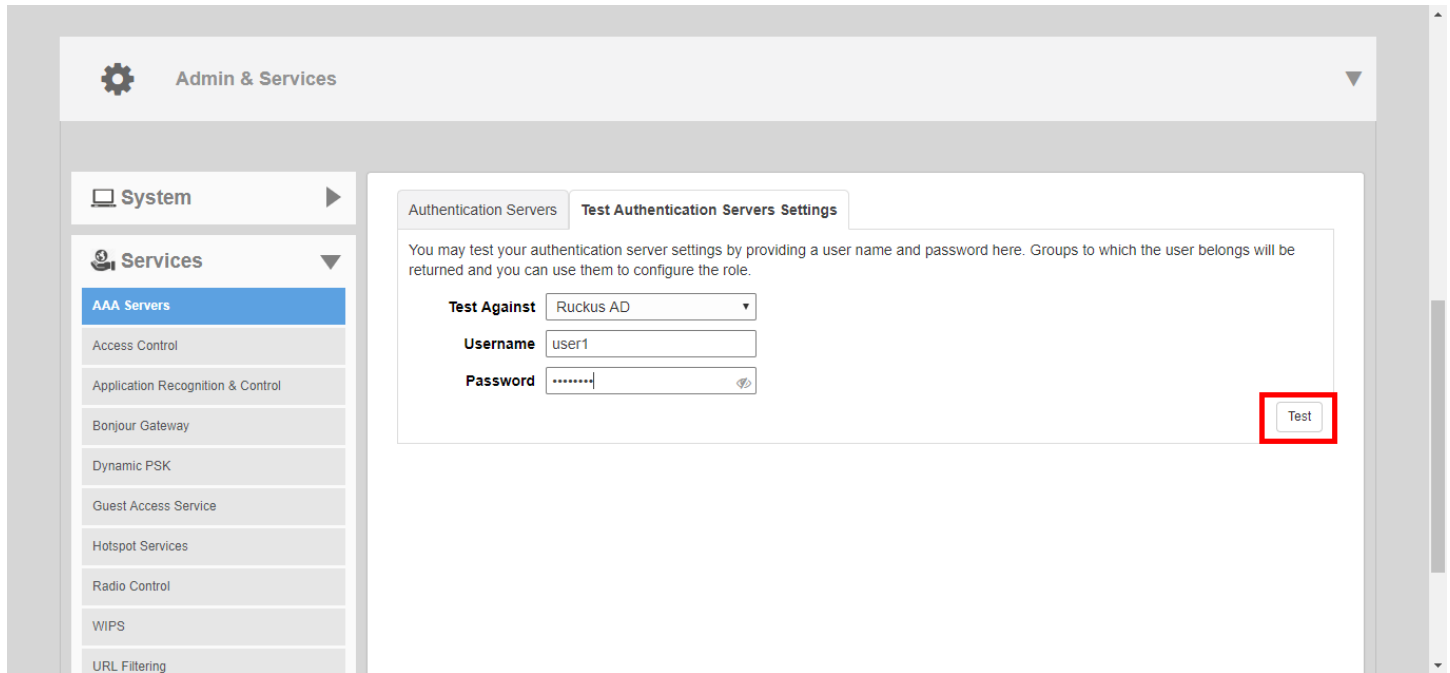 Admin & Services
System
Services
AAA Servers
Access Control
Application Recognition & Control
Bonjour Gateway
Dynamic PSK
Guest Access Service
Hotspot Services
Radio Control
WIPS
URL Filtering
Authentication Servers
Test Authentication Servers Settings
You may test your authentication server settings by providing a user name and password here. Groups to which the user belongs will be
returned and you can use them to configure the role.
Test Against Ruckus AD
Username user1
Password ••••••••
Test